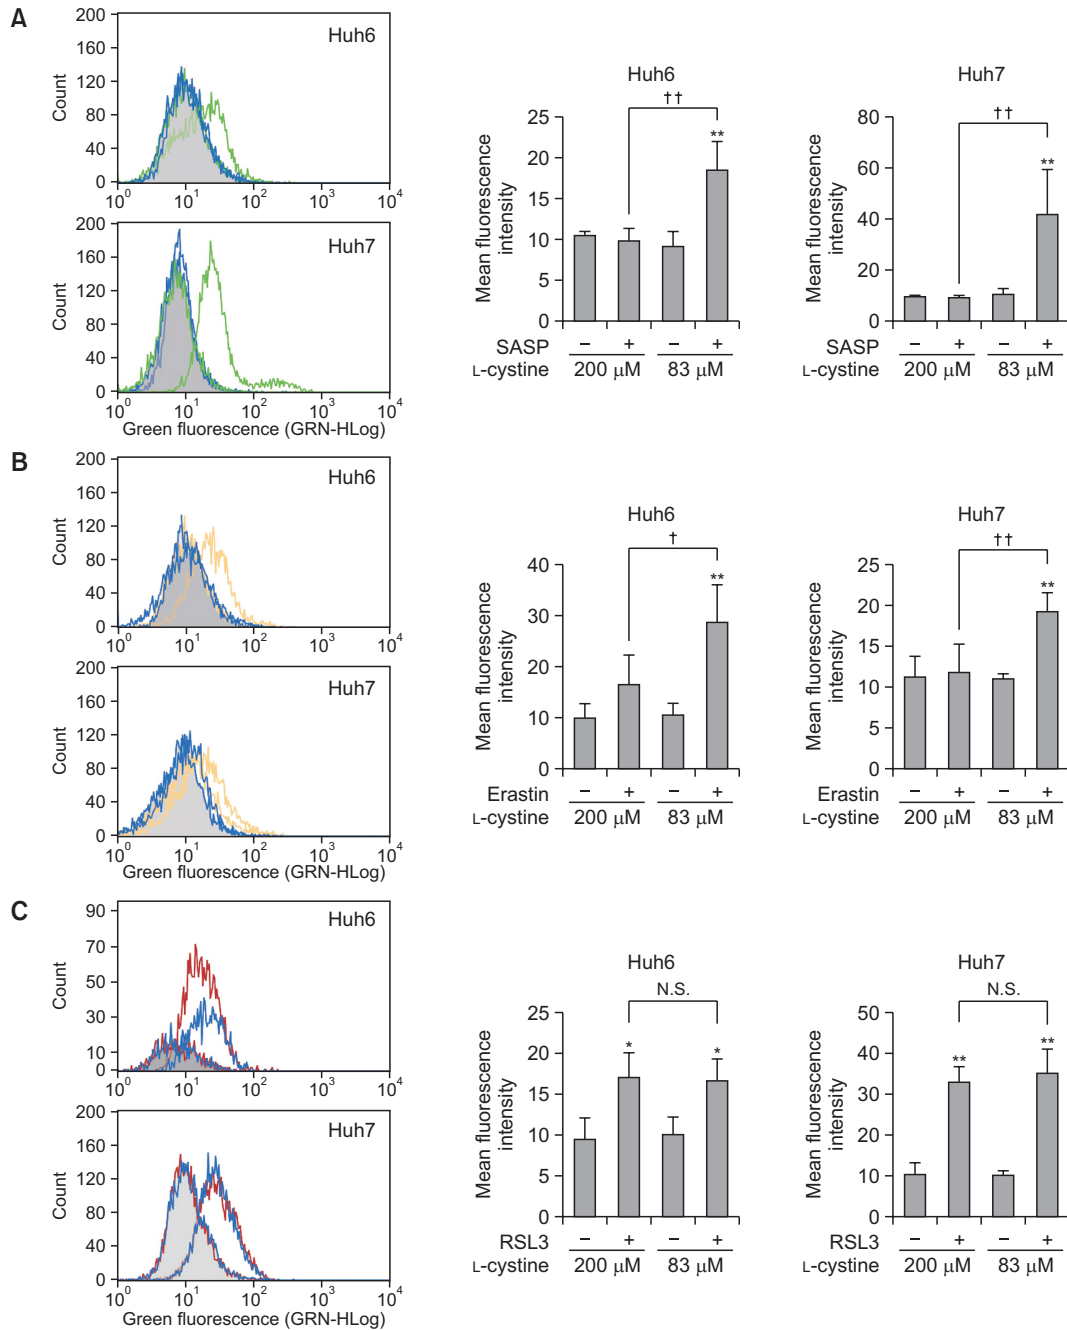 A
Huh6
Count
200
160
120
80
40
0
10^0 10^1 10^2 10^3 10^4
Huh7
Count
200
160
120
80
40
0
10^0 10^1 10^2 10^3 10^4
Green fluorescence (GRN-HLog)
Huh6
Mean fluorescence
intensity
25
20
15
10
5
0
††
**
SASP − + − +
L-cystine 200 μM 83 μM
Huh7
Mean fluorescence
intensity
80
60
40
20
0
††
**
SASP − + − +
L-cystine 200 μM 83 μM
B
Huh6
Count
200
160
120
80
40
0
10^0 10^1 10^2 10^3 10^4
Huh7
Count
200
160
120
80
40
0
10^0 10^1 10^2 10^3 10^4
Green fluorescence (GRN-HLog)
Huh6
Mean fluorescence
intensity
40
30
20
10
0
†
**
Erastin − + − +
L-cystine 200 μM 83 μM
Huh7
Mean fluorescence
intensity
25
20
15
10
5
0
††
**
Erastin − + − +
L-cystine 200 μM 83 μM
C
Huh6
Count
90
70
50
30
10
0
10^0 10^1 10^2 10^3 10^4
Huh7
Count
200
160
120
80
40
0
10^0 10^1 10^2 10^3 10^4
Green fluorescence (GRN-HLog)
Huh6
Mean fluorescence
intensity
25
20
15
10
5
0
N.S.
* *
RSL3 − + − +
L-cystine 200 μM 83 μM
Huh7
Mean fluorescence
intensity
50
40
30
20
10
0
N.S.
** **
RSL3 − + − +
L-cystine 200 μM 83 μM